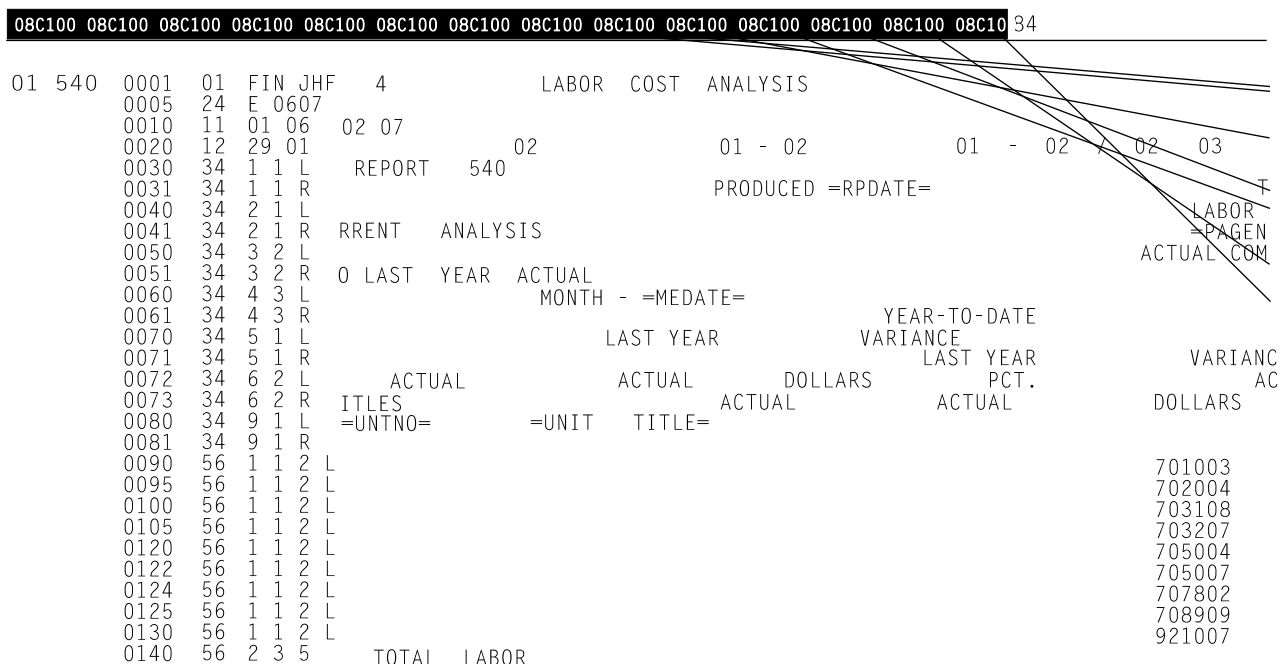 08C100 08C100 08C100 08C100 08C100 08C100 08C100 08C100 08C100 08C100 08C100 08C100 08C100 08C10 34
01 540 0001 01 FIN JHF 4 LABOR COST ANALYSIS
0005 24 E 0607
0010 11 01 06 02 07
0020 12 29 01 02 01 - 02 01 - 02 / 02 03
0030 34 1 1 L REPORT 540
0031 34 1 1 R PRODUCED =RPDATE= T
0040 34 2 1 L LABOR
0041 34 2 1 R RRENT ANALYSIS =PAGEN
0050 34 3 2 L ACTUAL COM
0051 34 3 2 R O LAST YEAR ACTUAL
0060 34 4 3 L MONTH - =MEDATE=
0061 34 4 3 R YEAR-TO-DATE
0070 34 5 1 L LAST YEAR VARIANCE
0071 34 5 1 R LAST YEAR VARIANC
0072 34 6 2 L ACTUAL ACTUAL DOLLARS PCT. AC
0073 34 6 2 R ITLES ACTUAL ACTUAL DOLLARS
0080 34 9 1 L =UNTNO= =UNIT TITLE=
0081 34 9 1 R
0090 56 1 1 2 L 701003
0095 56 1 1 2 L 702004
0100 56 1 1 2 L 703108
0105 56 1 1 2 L 703207
0120 56 1 1 2 L 705004
0122 56 1 1 2 L 705007
0124 56 1 1 2 L 707802
0125 56 1 1 2 L 708909
0130 56 1 1 2 L 921007
0140 56 2 3 5 TOTAL LABOR